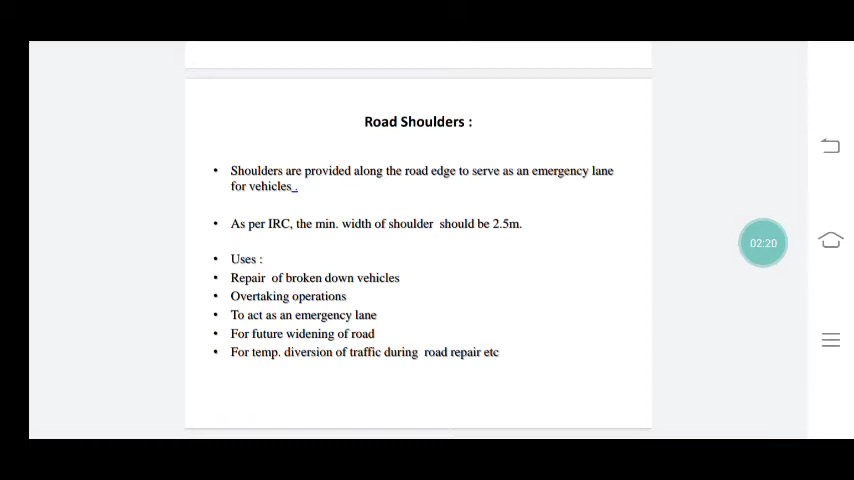 Road Shoulders :
• Shoulders are provided along the road edge to serve as an emergency lane
for vehicles .
• As per IRC, the min. width of shoulder should be 2.5m.
• Uses :
• Repair of broken down vehicles
• Overtaking operations
• To act as an emergency lane
• For future widening of road
• For temp. diversion of traffic during road repair etc
02:20